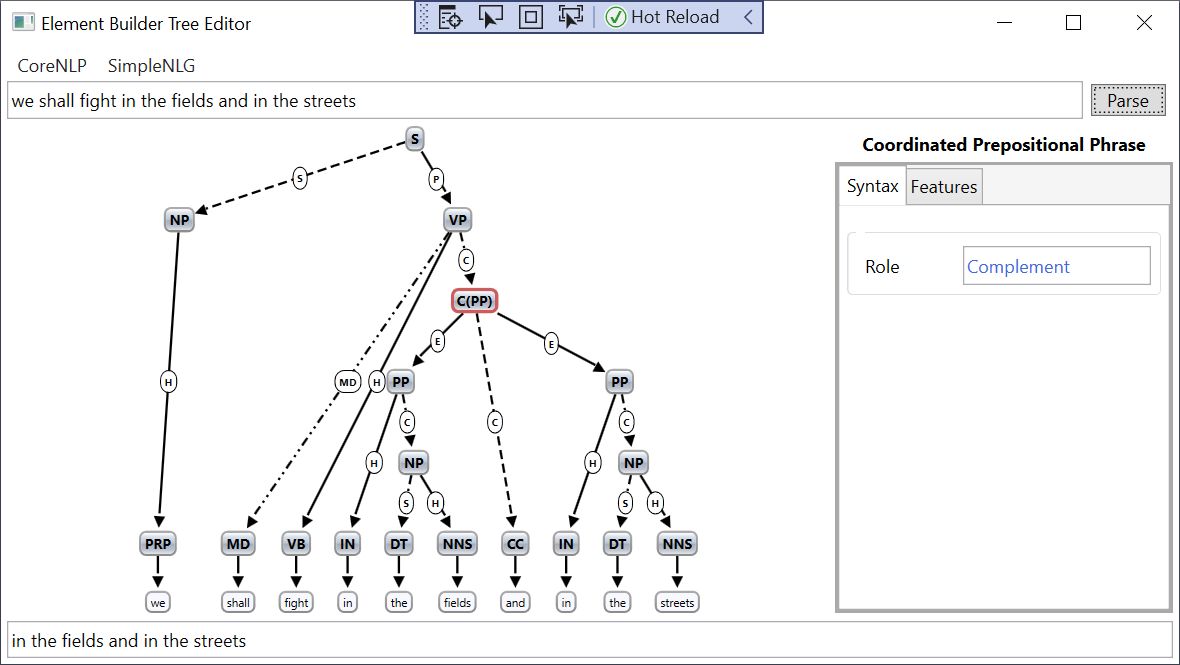 Element Builder Tree Editor
Hot Reload
CoreNLP SimpleNLG
we shall fight in the fields and in the streets
Parse
Coordinated Prepositional Phrase
Syntax Features
Role Complement
S
S P
NP VP
C
C(PP)
E E
H MD H PP PP
C C C
H NP H NP
S H S H
PRP MD VB IN DT NNS CC IN DT NNS
we shall fight in the fields and in the streets
in the fields and in the streets